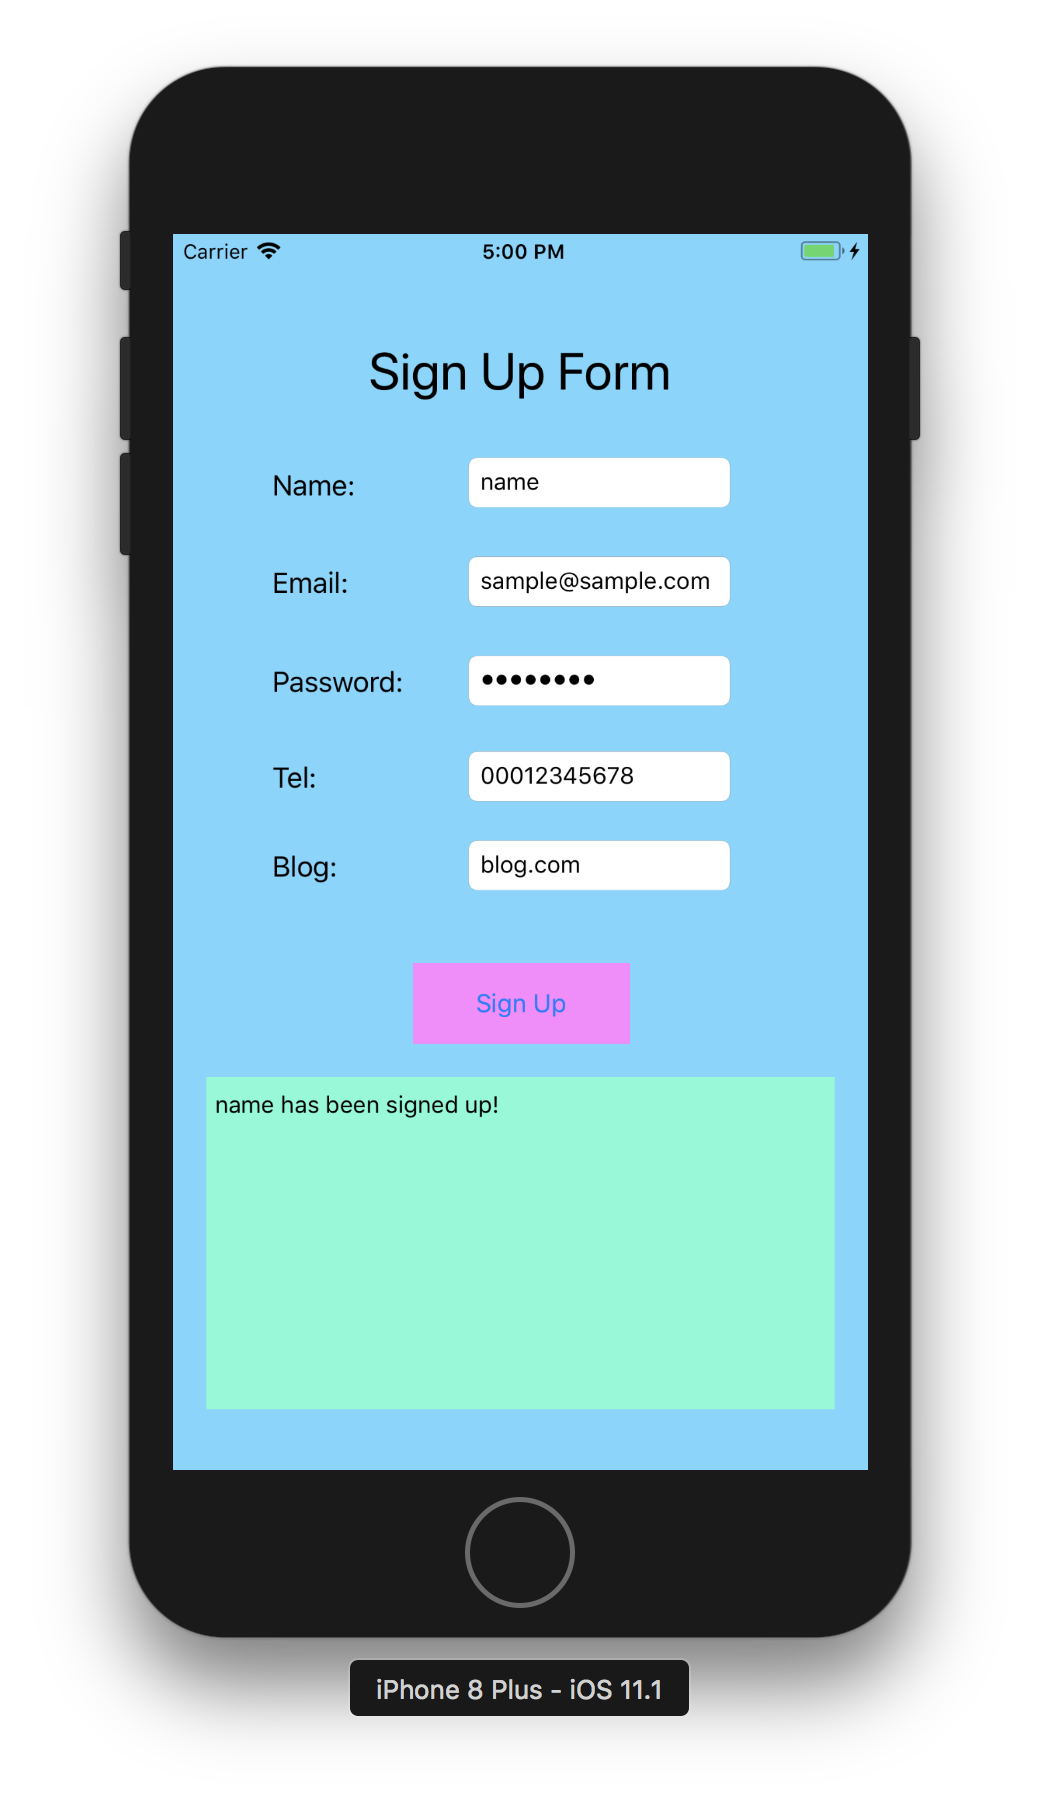 Carrier 5:00 PM
Sign Up Form
Name: name
Email: sample@sample.com
Password: ••••••••
Tel: 00012345678
Blog: blog.com
Sign Up
name has been signed up!
iPhone 8 Plus - iOS 11.1